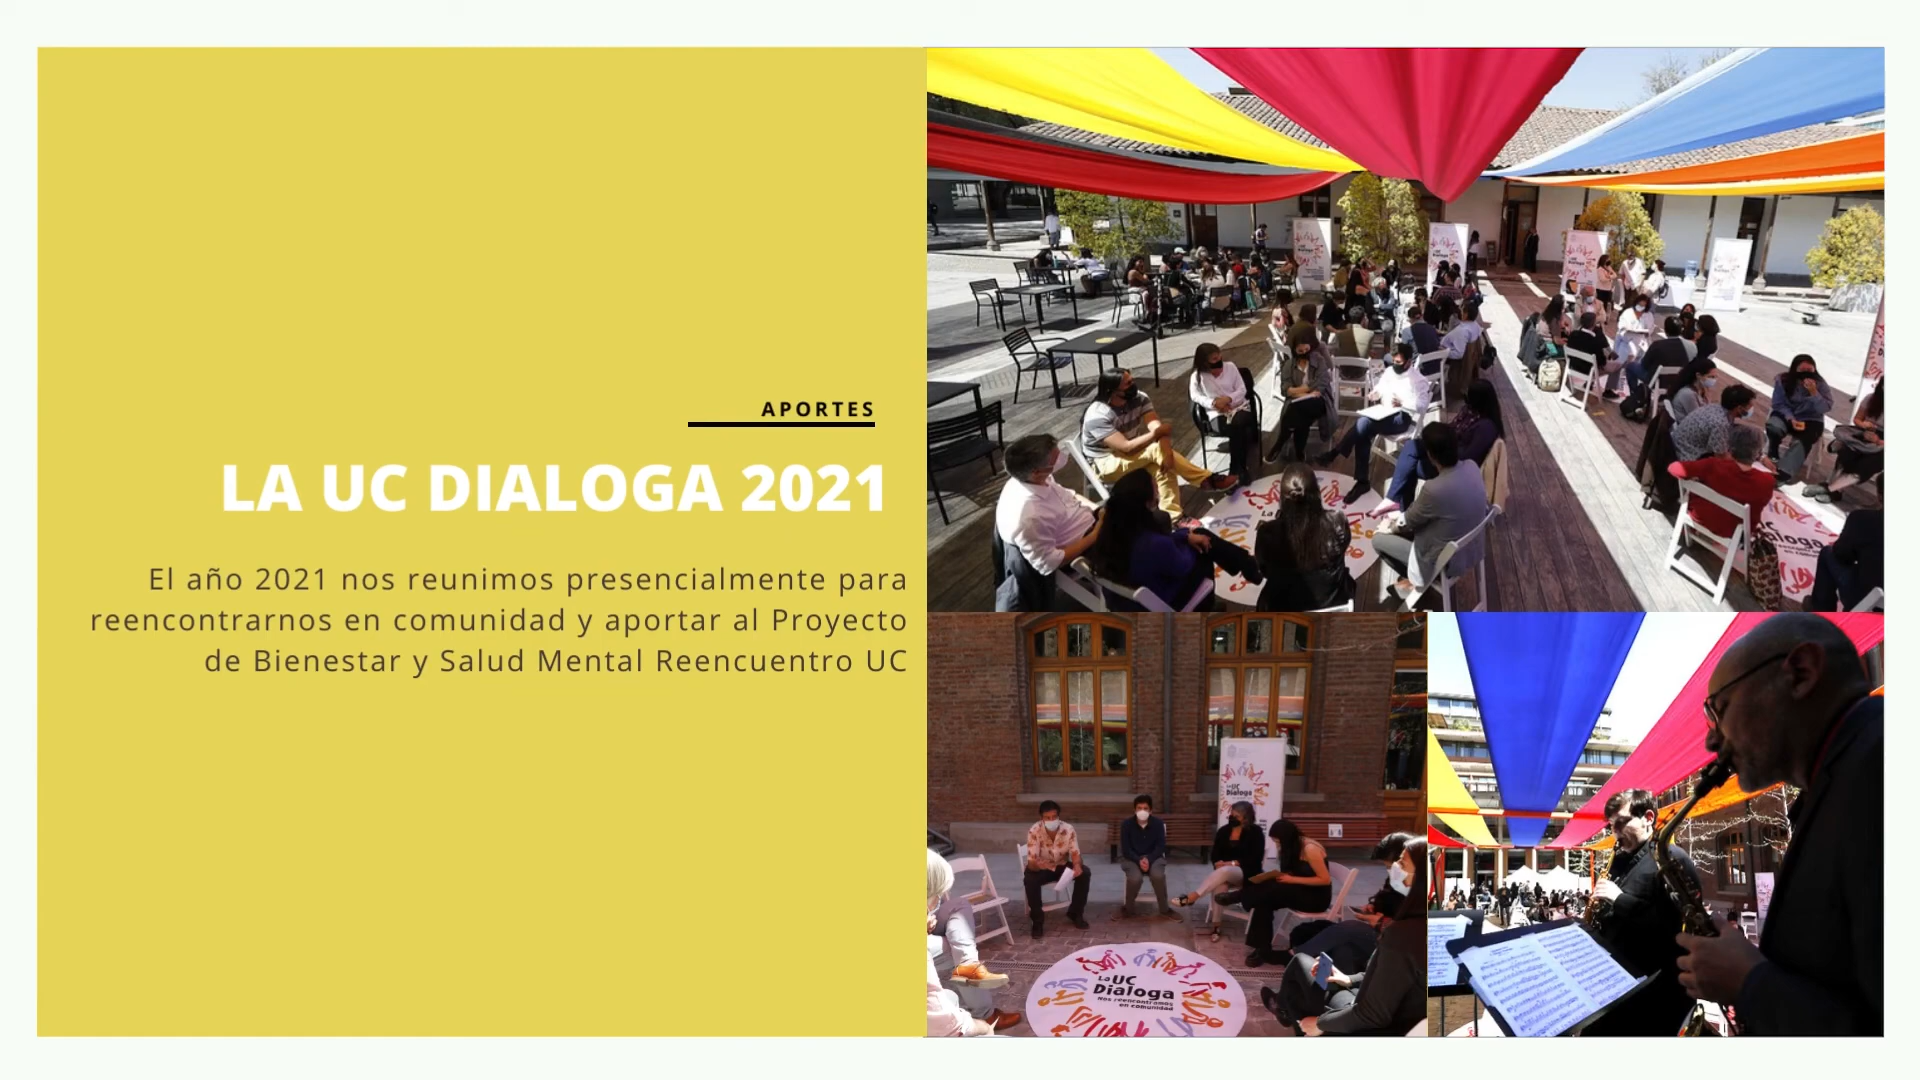 APORTES
LA UC DIALOGA 2021
El año 2021 nos reunimos presencialmente para
reencontrarnos en comunidad y aportar al Proyecto
de Bienestar y Salud Mental Reencuentro UC
La UC
Dialoga
Nos reencontramos
en comunidad